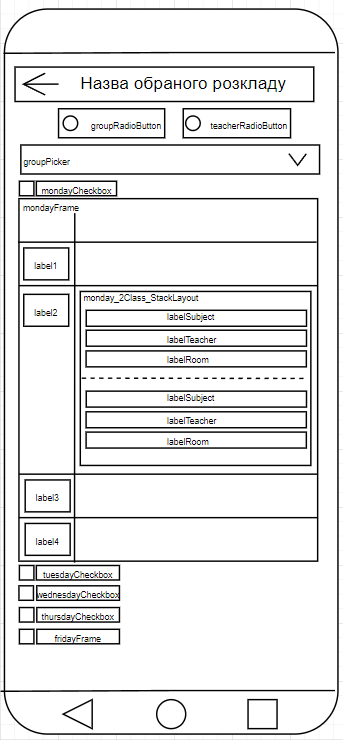 Назва обраного розкладу
groupRadioButton
teacherRadioButton
groupPicker
mondayCheckbox
mondayFrame
label1
label2
monday_2Class_StackLayout
labelSubject
labelTeacher
labelRoom
labelSubject
labelTeacher
labelRoom
label3
label4
tuesdayCheckbox
wednesdayCheckbox
thursdayCheckbox
fridayFrame